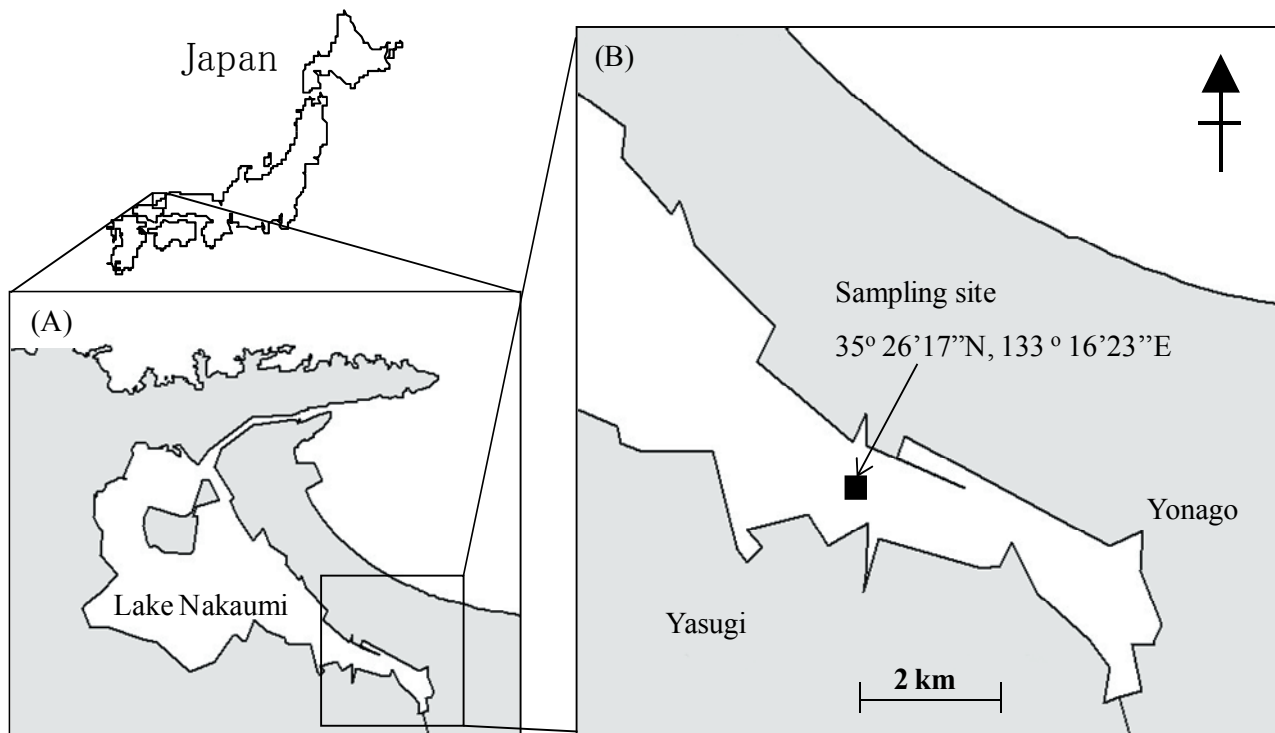 Japan
(A)
Lake Nakaumi
(B)
Sampling site
35º 26’17”N, 133 º 16’23”E
Yonago
Yasugi
2 km